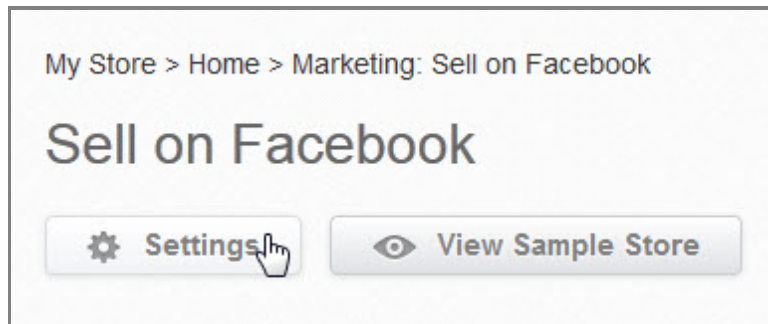 My Store > Home > Marketing: Sell on Facebook
Sell on Facebook
Settings View Sample Store